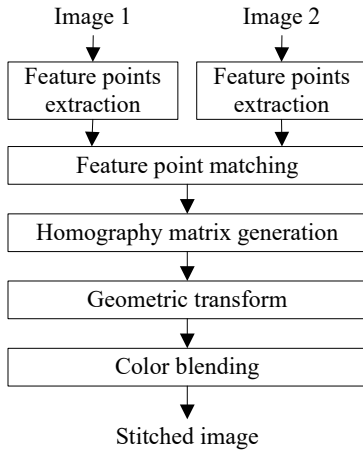 Image 1
Image 2
Feature points
extraction
Feature points
extraction
Feature point matching
Homography matrix generation
Geometric transform
Color blending
Stitched image